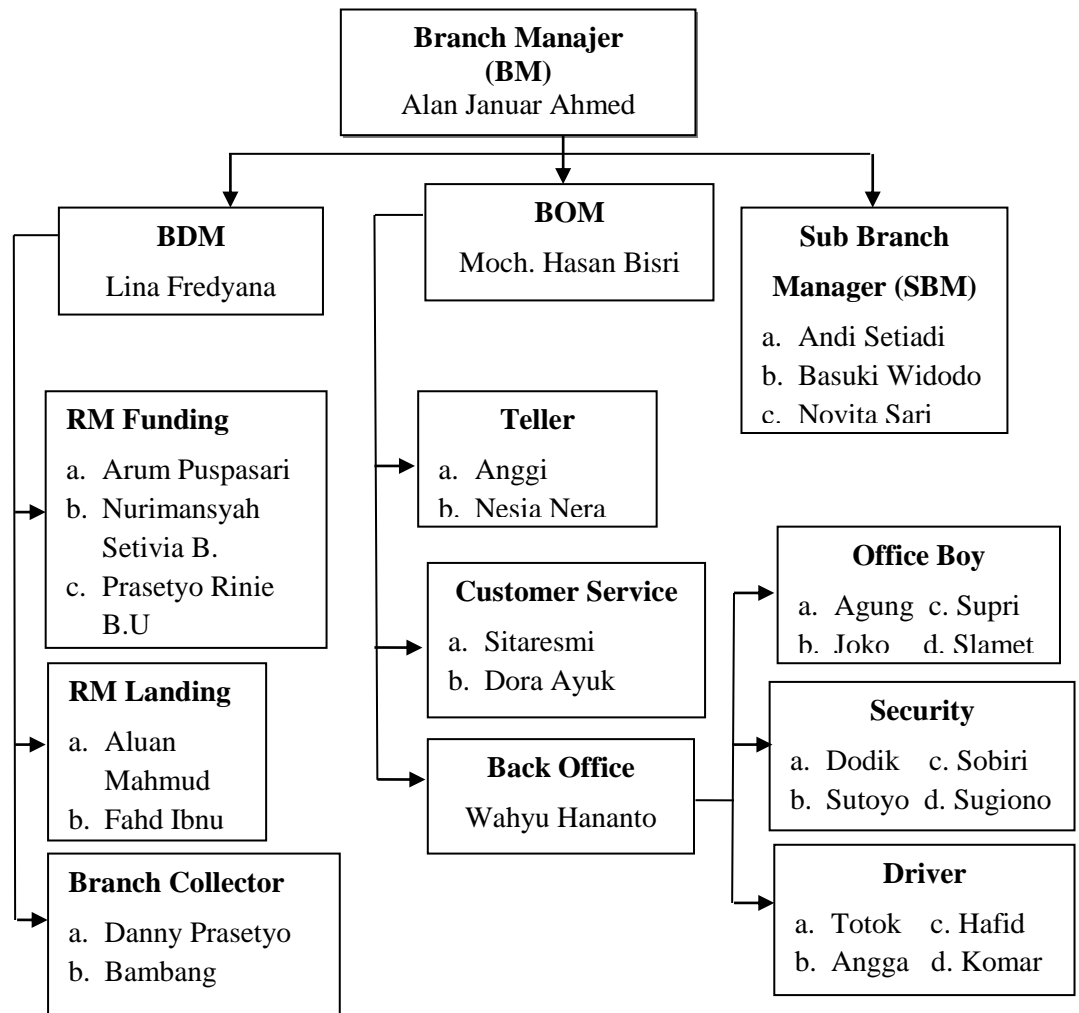 Branch Manajer
(BM)
Alan Januar Ahmed
BDM
Lina Fredyana
BOM
Moch. Hasan Bisri
Sub Branch
Manager (SBM)
a. Andi Setiadi
b. Basuki Widodo
c. Novita Sari
RM Funding
a. Arum Puspasari
b. Nurimansyah
Setivia B.
c. Prasetyo Rinie
B.U
Teller
a. Anggi
b. Nesia Nera
Customer Service
a. Sitaresmi
b. Dora Ayuk
Office Boy
a. Agung c. Supri
b. Joko d. Slamet
RM Landing
a. Aluan
Mahmud
b. Fahd Ibnu
Back Office
Wahyu Hananto
Security
a. Dodik c. Sobiri
b. Sutoyo d. Sugiono
Branch Collector
a. Danny Prasetyo
b. Bambang
Driver
a. Totok c. Hafid
b. Angga d. Komar